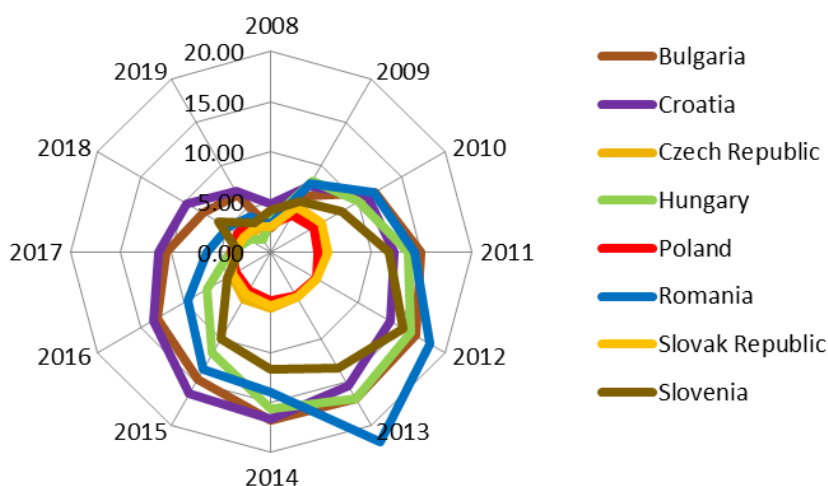 2008
2009
2010
2011
2012
2013
2014
2015
2016
2017
2018
2019
20.00
15.00
10.00
5.00
0.00
Bulgaria
Croatia
Czech Republic
Hungary
Poland
Romania
Slovak Republic
Slovenia